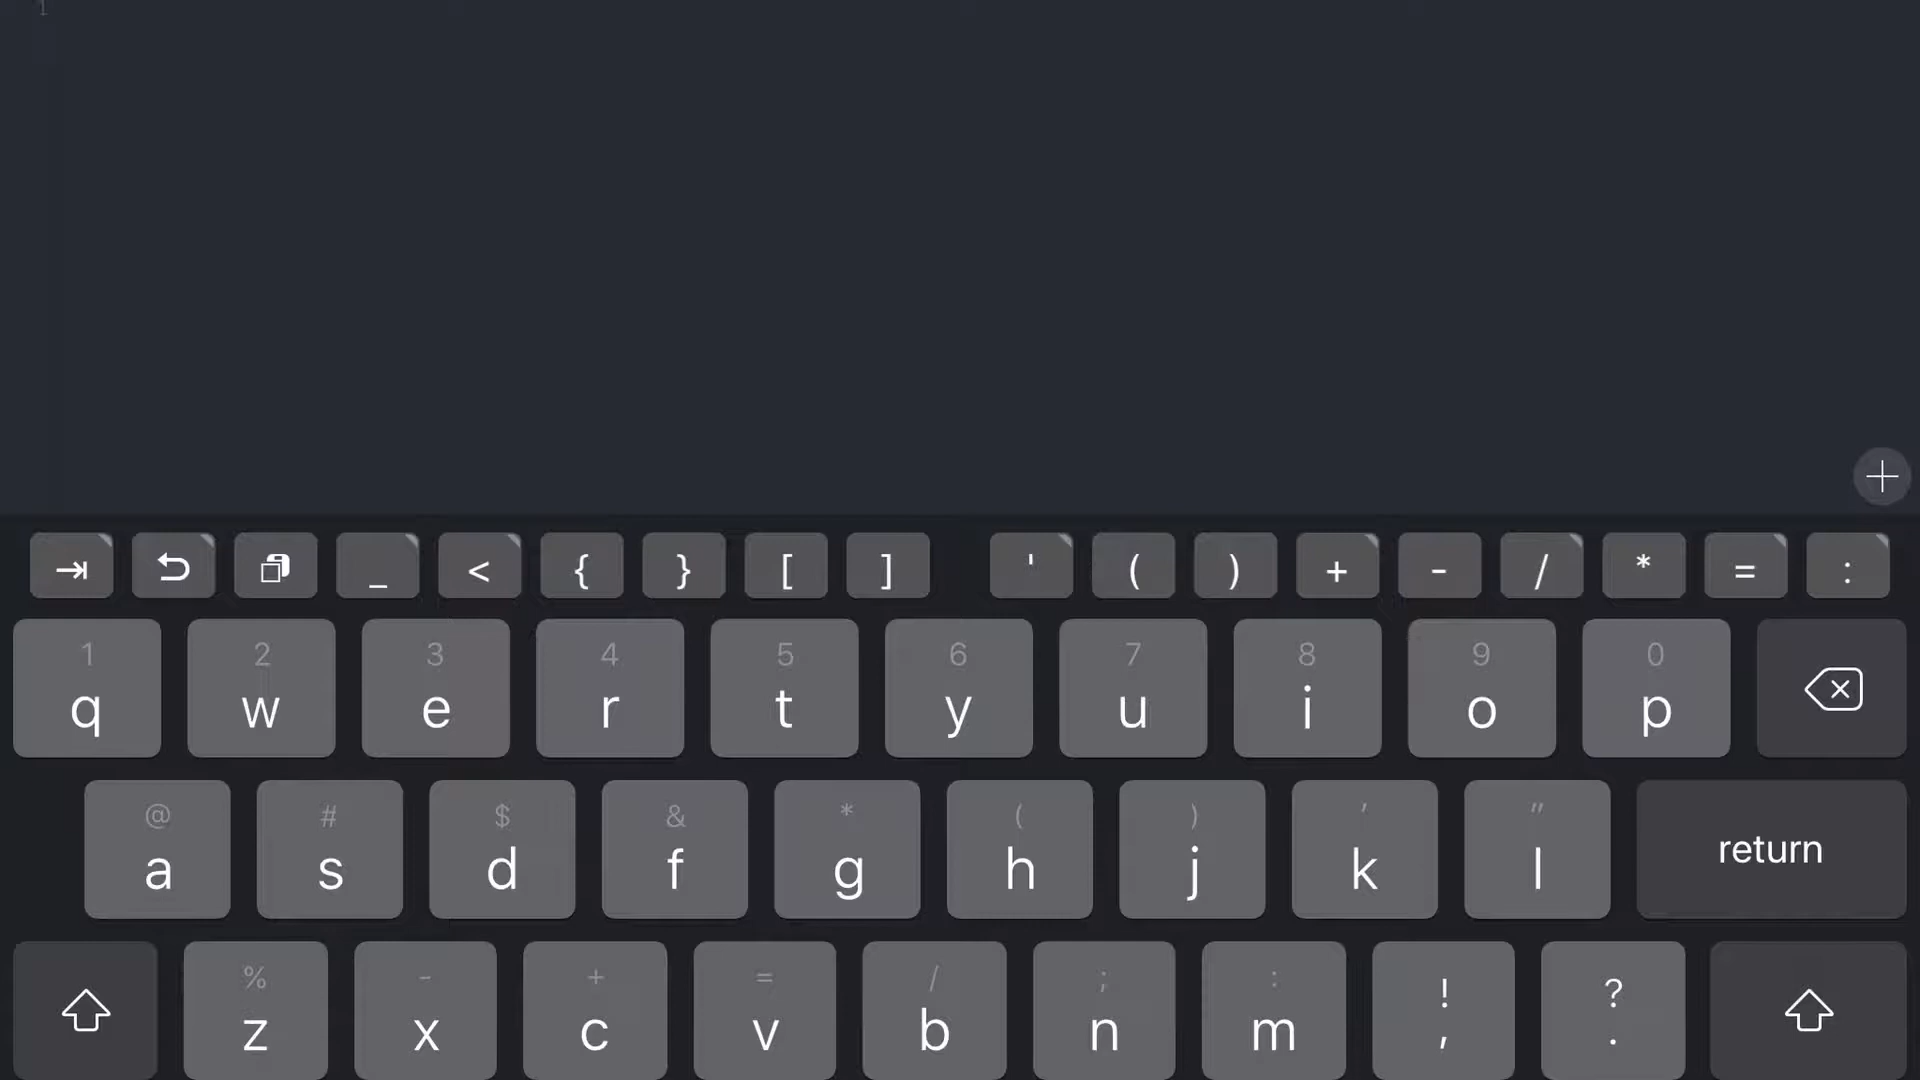 1
_ < { } [ ] ' ( ) + - / * = :
1 2 3 4 5 6 7 8 9 0
q w e r t y u i o p
@ # $ & * ( ) ' "
a s d f g h j k l return
% - + = / ; : ! ?
z x c v b n m , .